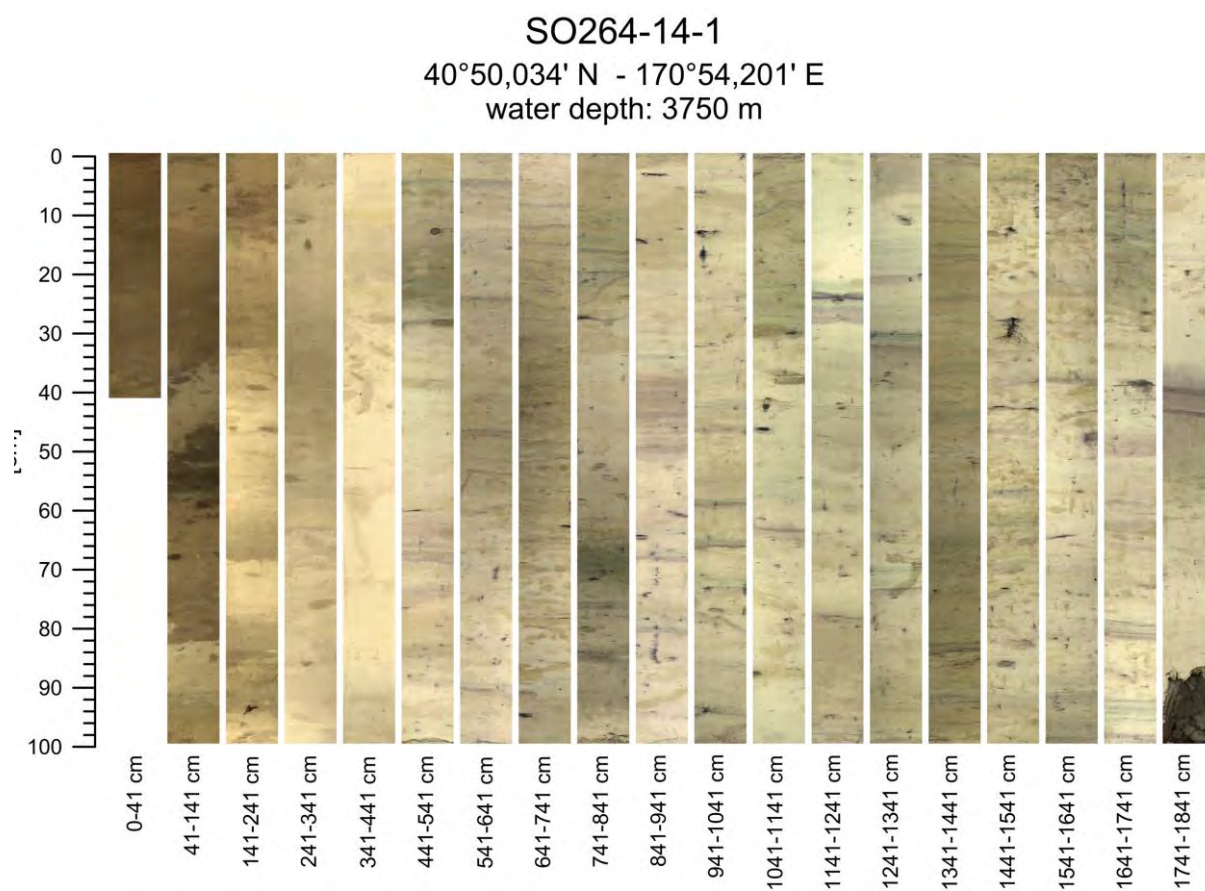 SO264-14-1
40°50,034' N - 170°54,201' E
water depth: 3750 m
0
10
20
30
40
50
60
70
80
90
100
0-41 cm
41-141 cm
141-241 cm
241-341 cm
341-441 cm
441-541 cm
541-641 cm
641-741 cm
741-841 cm
841-941 cm
941-1041 cm
1041-1141 cm
1141-1241 cm
1241-1341 cm
1341-1441 cm
1441-1541 cm
1541-1641 cm
1641-1741 cm
1741-1841 cm